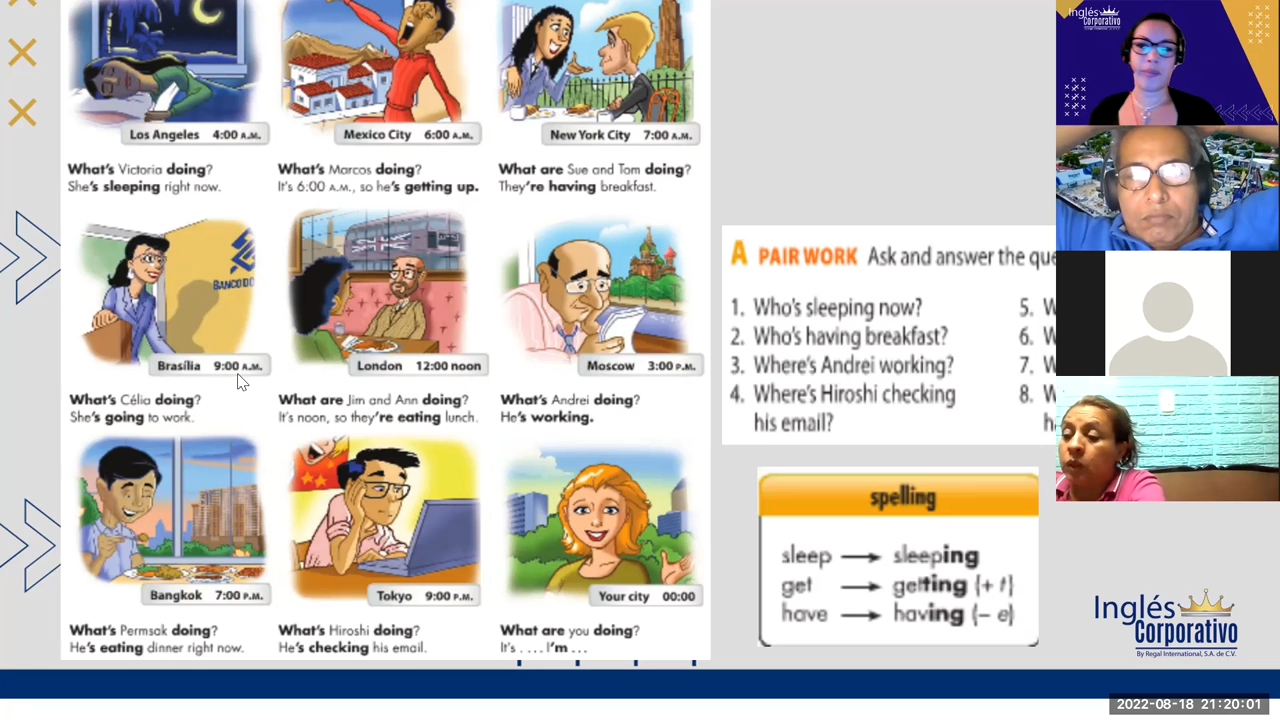 Los Angeles 4:00 A.M.
Mexico City 6:00 A.M.
New York City 7:00 A.M.
What's Victoria doing?
She's sleeping right now.
What's Marcos doing?
It's 6:00 A.M., so he's getting up.
What are Sue and Tom doing?
They're having breakfast.
BANCO DO
Brasília 9:00 A.M.
London 12:00 noon
Moscow 3:00 P.M.
What's Célia doing?
She's going to work.
What are Jim and Ann doing?
It's noon, so they're eating lunch.
What's Andrei doing?
He's working.
Bangkok 7:00 P.M.
Tokyo 9:00 P.M.
Your city 00:00
What's Permsak doing?
He's eating dinner right now.
What's Hiroshi doing?
He's checking his email.
What are you doing?
It's .... I'm ...
A PAIR WORK Ask and answer the que
1. Who's sleeping now?
2. Who's having breakfast?
3. Where's Andrei working?
4. Where's Hiroshi checking
his email?
5. W
6. W
7. W
8. W
h
spelling
sleep → sleeping
get → getting (+ t)
have → having (– e)
Inglés
Corporativo
Inglés
Corporativo
By Regal International, S.A. de C.V.
2022-08-18 21:20:01